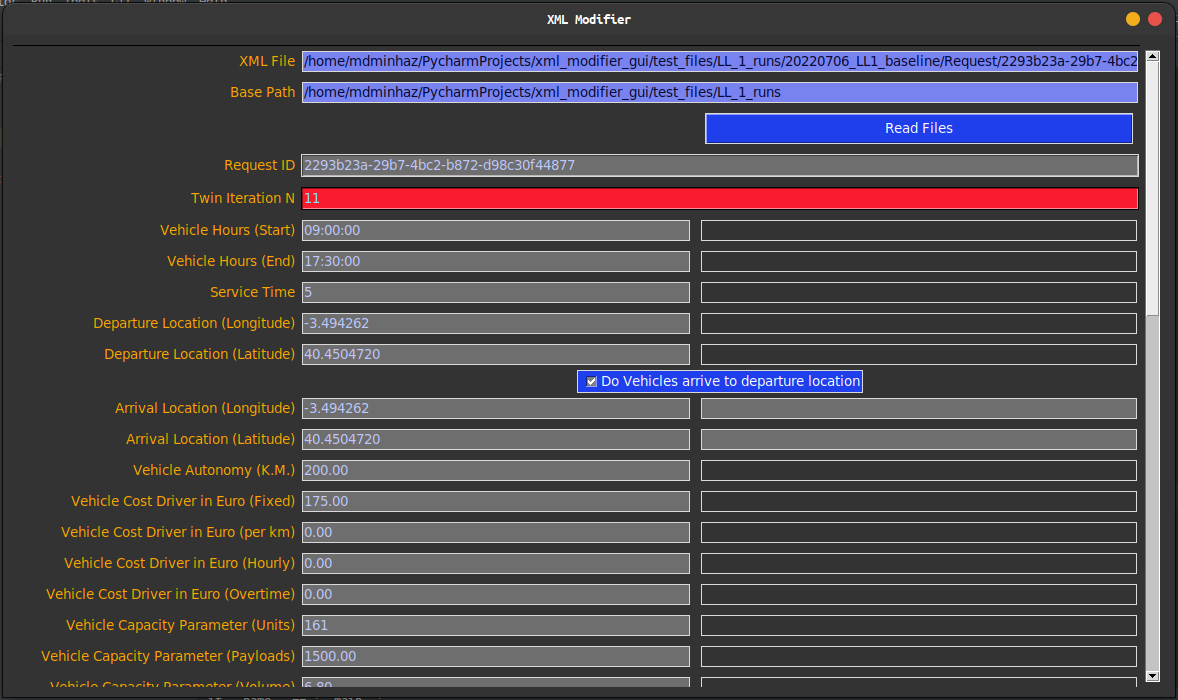 XML Modifier
XML File /home/mdminhaz/PycharmProjects/xml_modifier_gui/test_files/LL_1_runs/20220706_LL1_baseline/Request/2293b23a-29b7-4bc2
Base Path /home/mdminhaz/PycharmProjects/xml_modifier_gui/test_files/LL_1_runs
Read Files
Request ID 2293b23a-29b7-4bc2-b872-d98c30f44877
Twin Iteration N 11
Vehicle Hours (Start) 09:00:00
Vehicle Hours (End) 17:30:00
Service Time 5
Departure Location (Longitude) -3.494262
Departure Location (Latitude) 40.4504720
Do Vehicles arrive to departure location
Arrival Location (Longitude) -3.494262
Arrival Location (Latitude) 40.4504720
Vehicle Autonomy (K.M.) 200.00
Vehicle Cost Driver in Euro (Fixed) 175.00
Vehicle Cost Driver in Euro (per km) 0.00
Vehicle Cost Driver in Euro (Hourly) 0.00
Vehicle Cost Driver in Euro (Overtime) 0.00
Vehicle Capacity Parameter (Units) 161
Vehicle Capacity Parameter (Payloads) 1500.00
Vehicle Capacity Parameter (Volume) 6.80